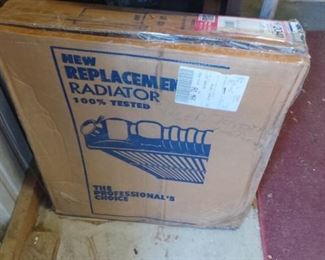 NEW
REPLACEMENT
RADIATOR
100% TESTED
THE
PROFESSIONAL'S
CHOICE